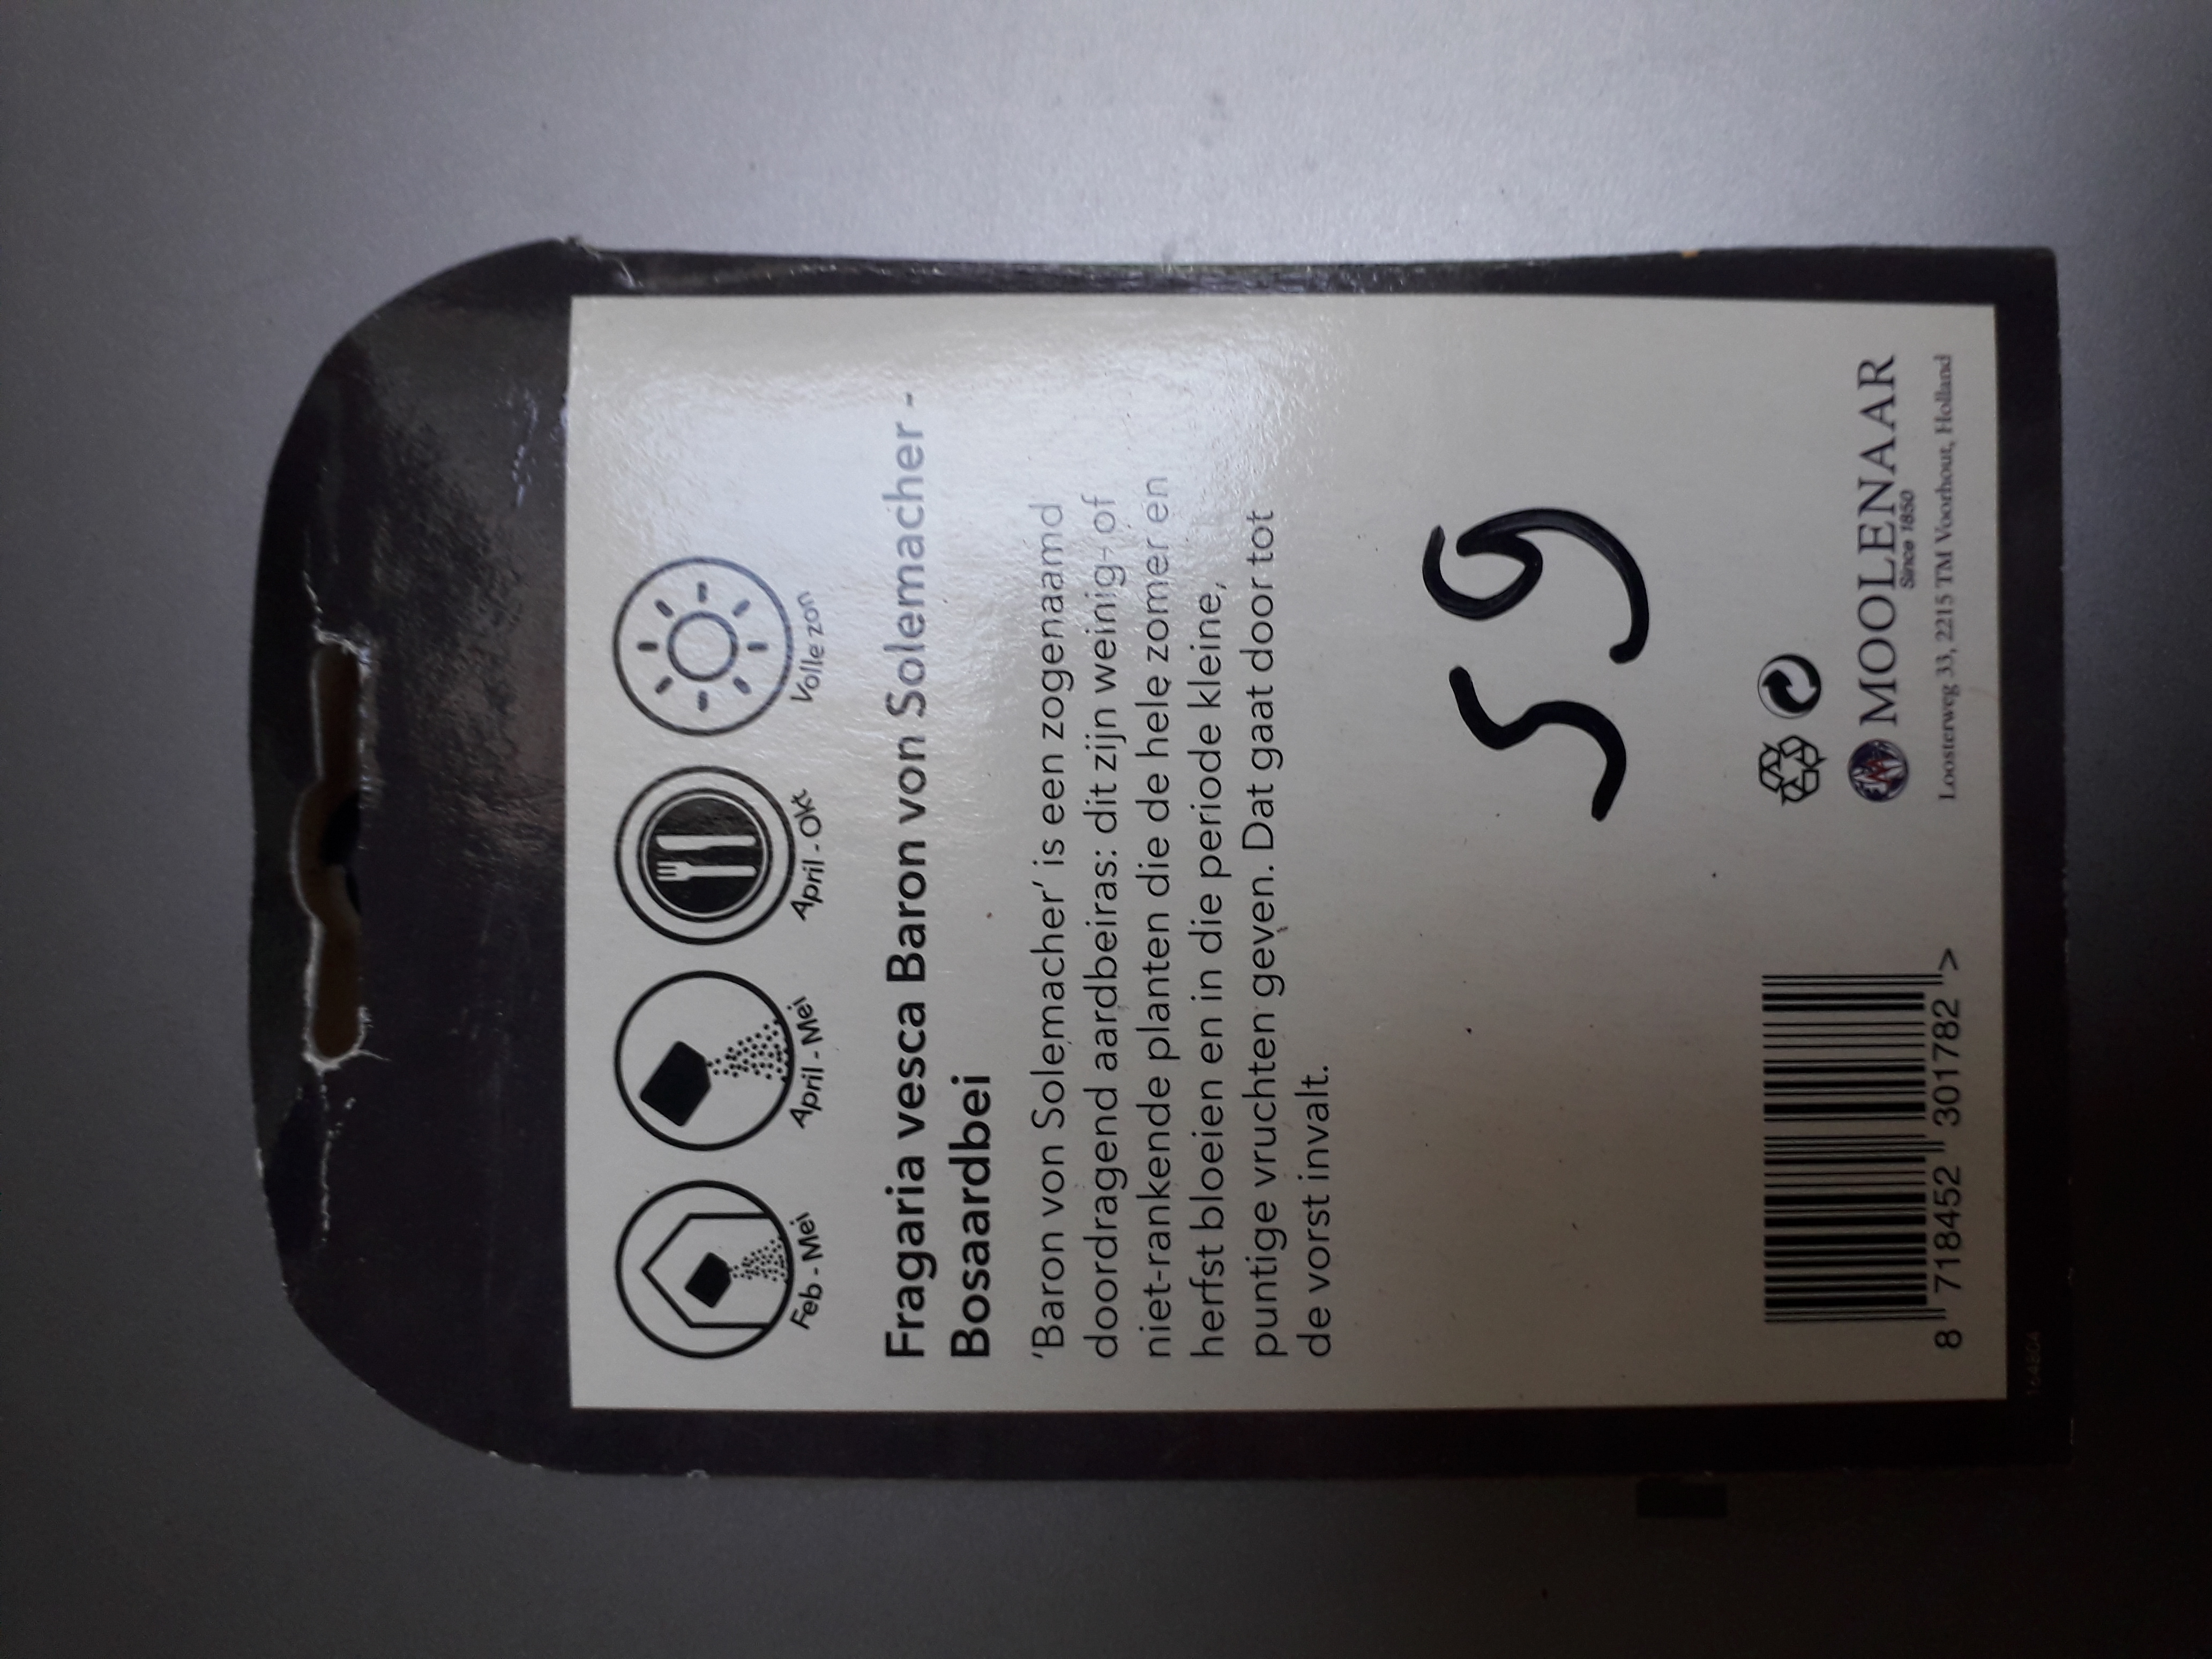 Feb - Mei
April - Mei
April - Okt
Volle zon
Fragaria vesca Baron von Solemacher -
Bosaardbei
'Baron von Solemacher' is een zogenaamd
doordragend aardbeiras: dit zijn weinig- of
niet-rankende planten die de hele zomer en
herfst bloeien en in die periode kleine,
puntige vruchten geven. Dat gaat door tot
de vorst invalt.
59
8 718452 301782 >
MOOLENAAR
Since 1850
Loosterweg 33, 2215 TM Voorhout, Holland